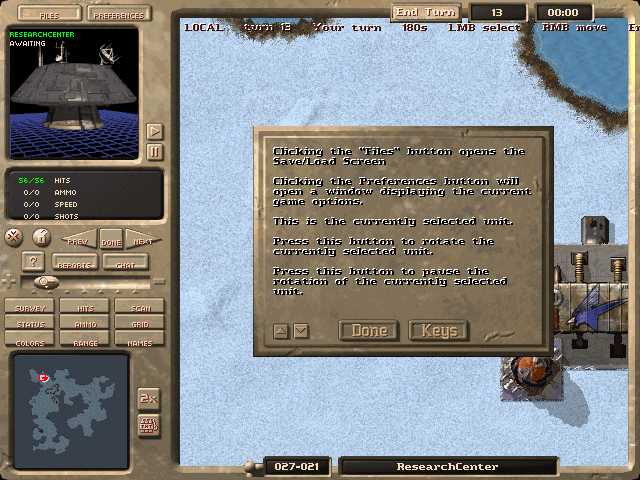 FILES
PREFERENCES
End Turn
13
00:00
LOCAL turn 13 Your turn 180s LMB select RMB move
RESEARCHCENTER
AWAITING
56/56 HITS
0/0 AMMO
0/0 SPEED
0/0 SHOTS
PREV
DONE
NEXT
?
REPORTS
CHAT
SURVEY
HITS
SCAN
STATUS
AMMO
GRID
COLORS
RANGE
NAMES
2x
Clicking the "Files" button opens the
Save/Load Screen
Clicking the Preferences button will
open a window displaying the current
game options.
This is the currently selected unit.
Press this button to rotate the
currently selected unit.
Press this button to pause the
rotation of the currently selected
unit.
Done
Keys
027-021
ResearchCenter